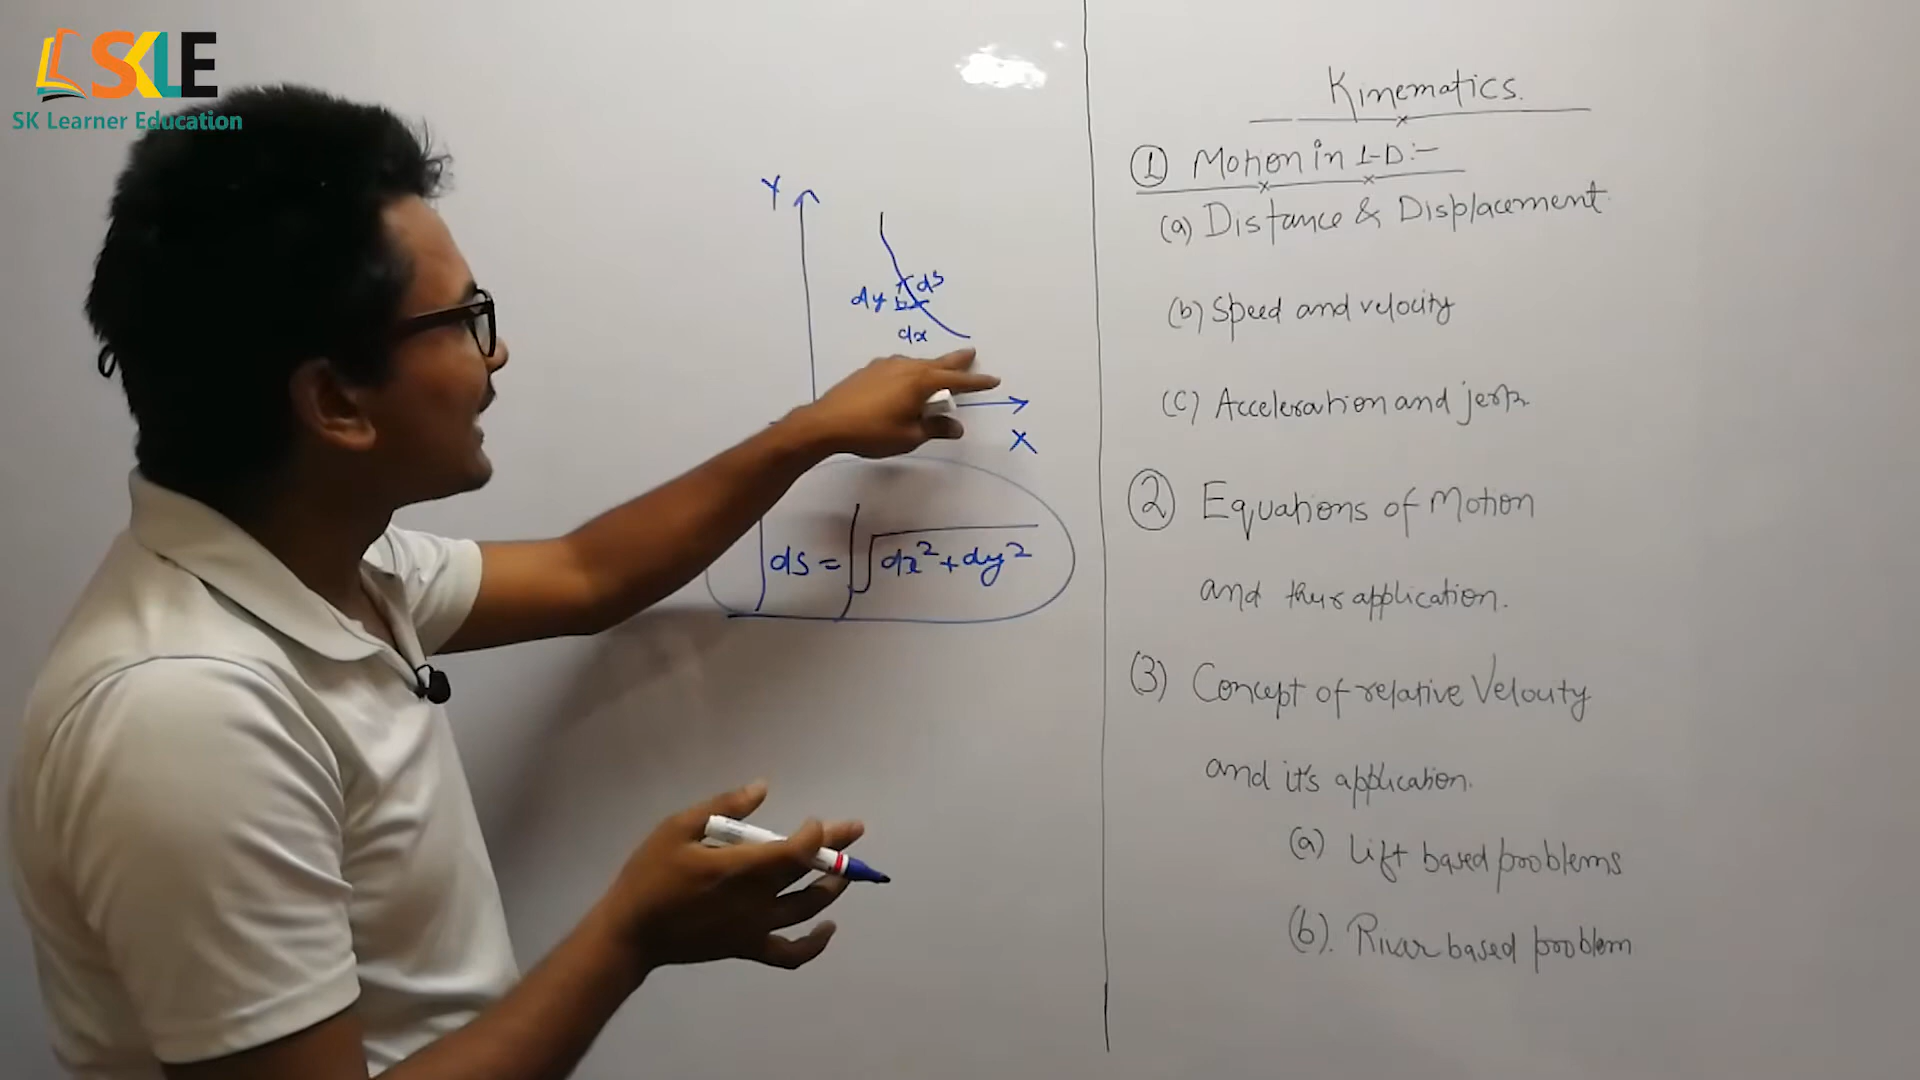 SKLE
SK Learner Education
Y
dy
ds
dx
X
∫ds = ∫√dx²+dy²
Kinematics.
① Motion in 1-D:-
(a) Distance & Displacement
(b) Speed and velocity
(c) Acceleration and jerk
② Equations of Motion
and their application.
(3) Concept of relative Velocity
and it's application.
(a) Lift based problems
(b). River based problem